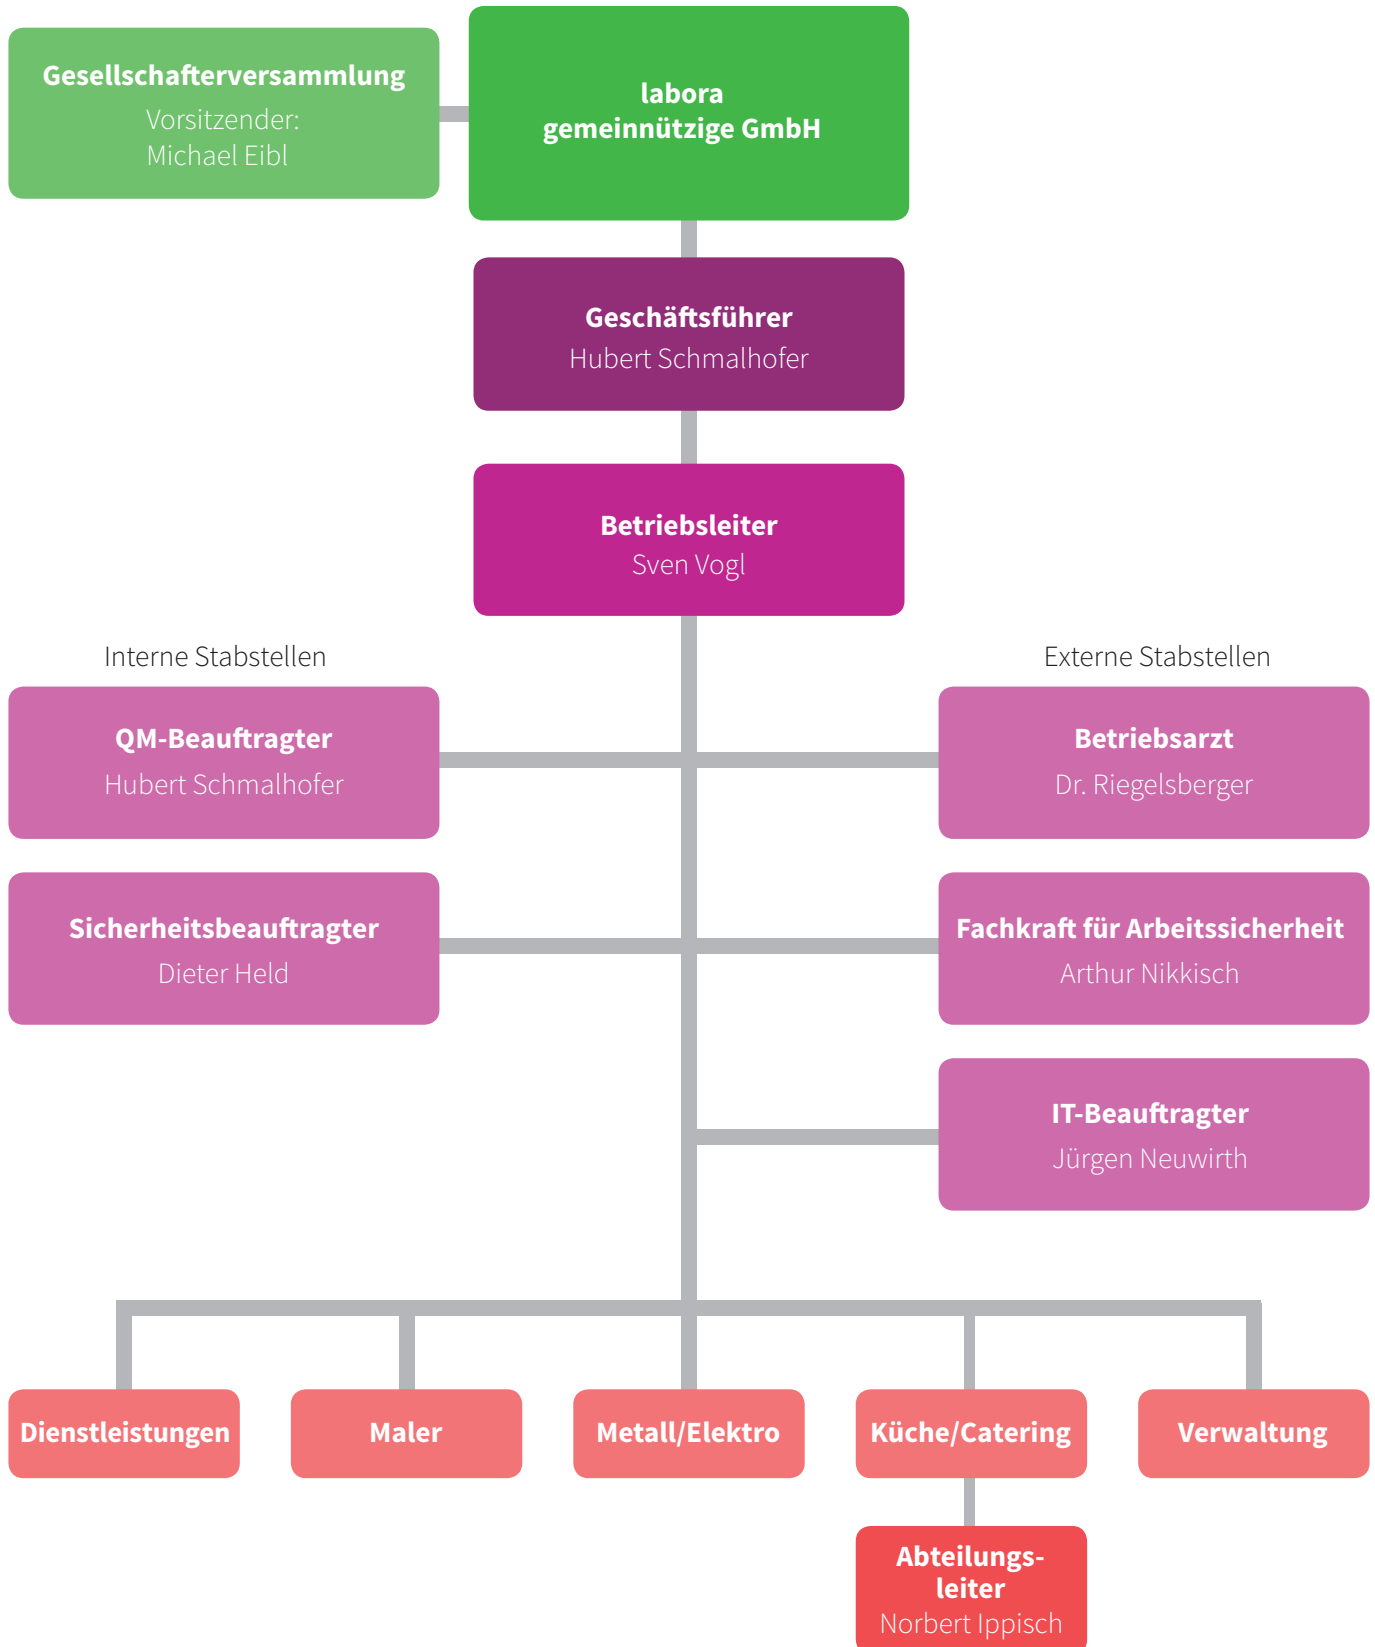 Gesellschafterversammlung
Vorsitzender:
Michael Eibl
labora
gemeinnützige GmbH
Geschäftsführer
Hubert Schmalhofer
Betriebsleiter
Sven Vogl
Interne Stabstellen
Externe Stabstellen
QM-Beauftragter
Hubert Schmalhofer
Betriebsarzt
Dr. Riegelsberger
Sicherheitsbeauftragter
Dieter Held
Fachkraft für Arbeitssicherheit
Arthur Nikkisch
IT-Beauftragter
Jürgen Neuwirth
Dienstleistungen
Maler
Metall/Elektro
Küche/Catering
Verwaltung
Abteilungs-
leiter
Norbert Ippisch